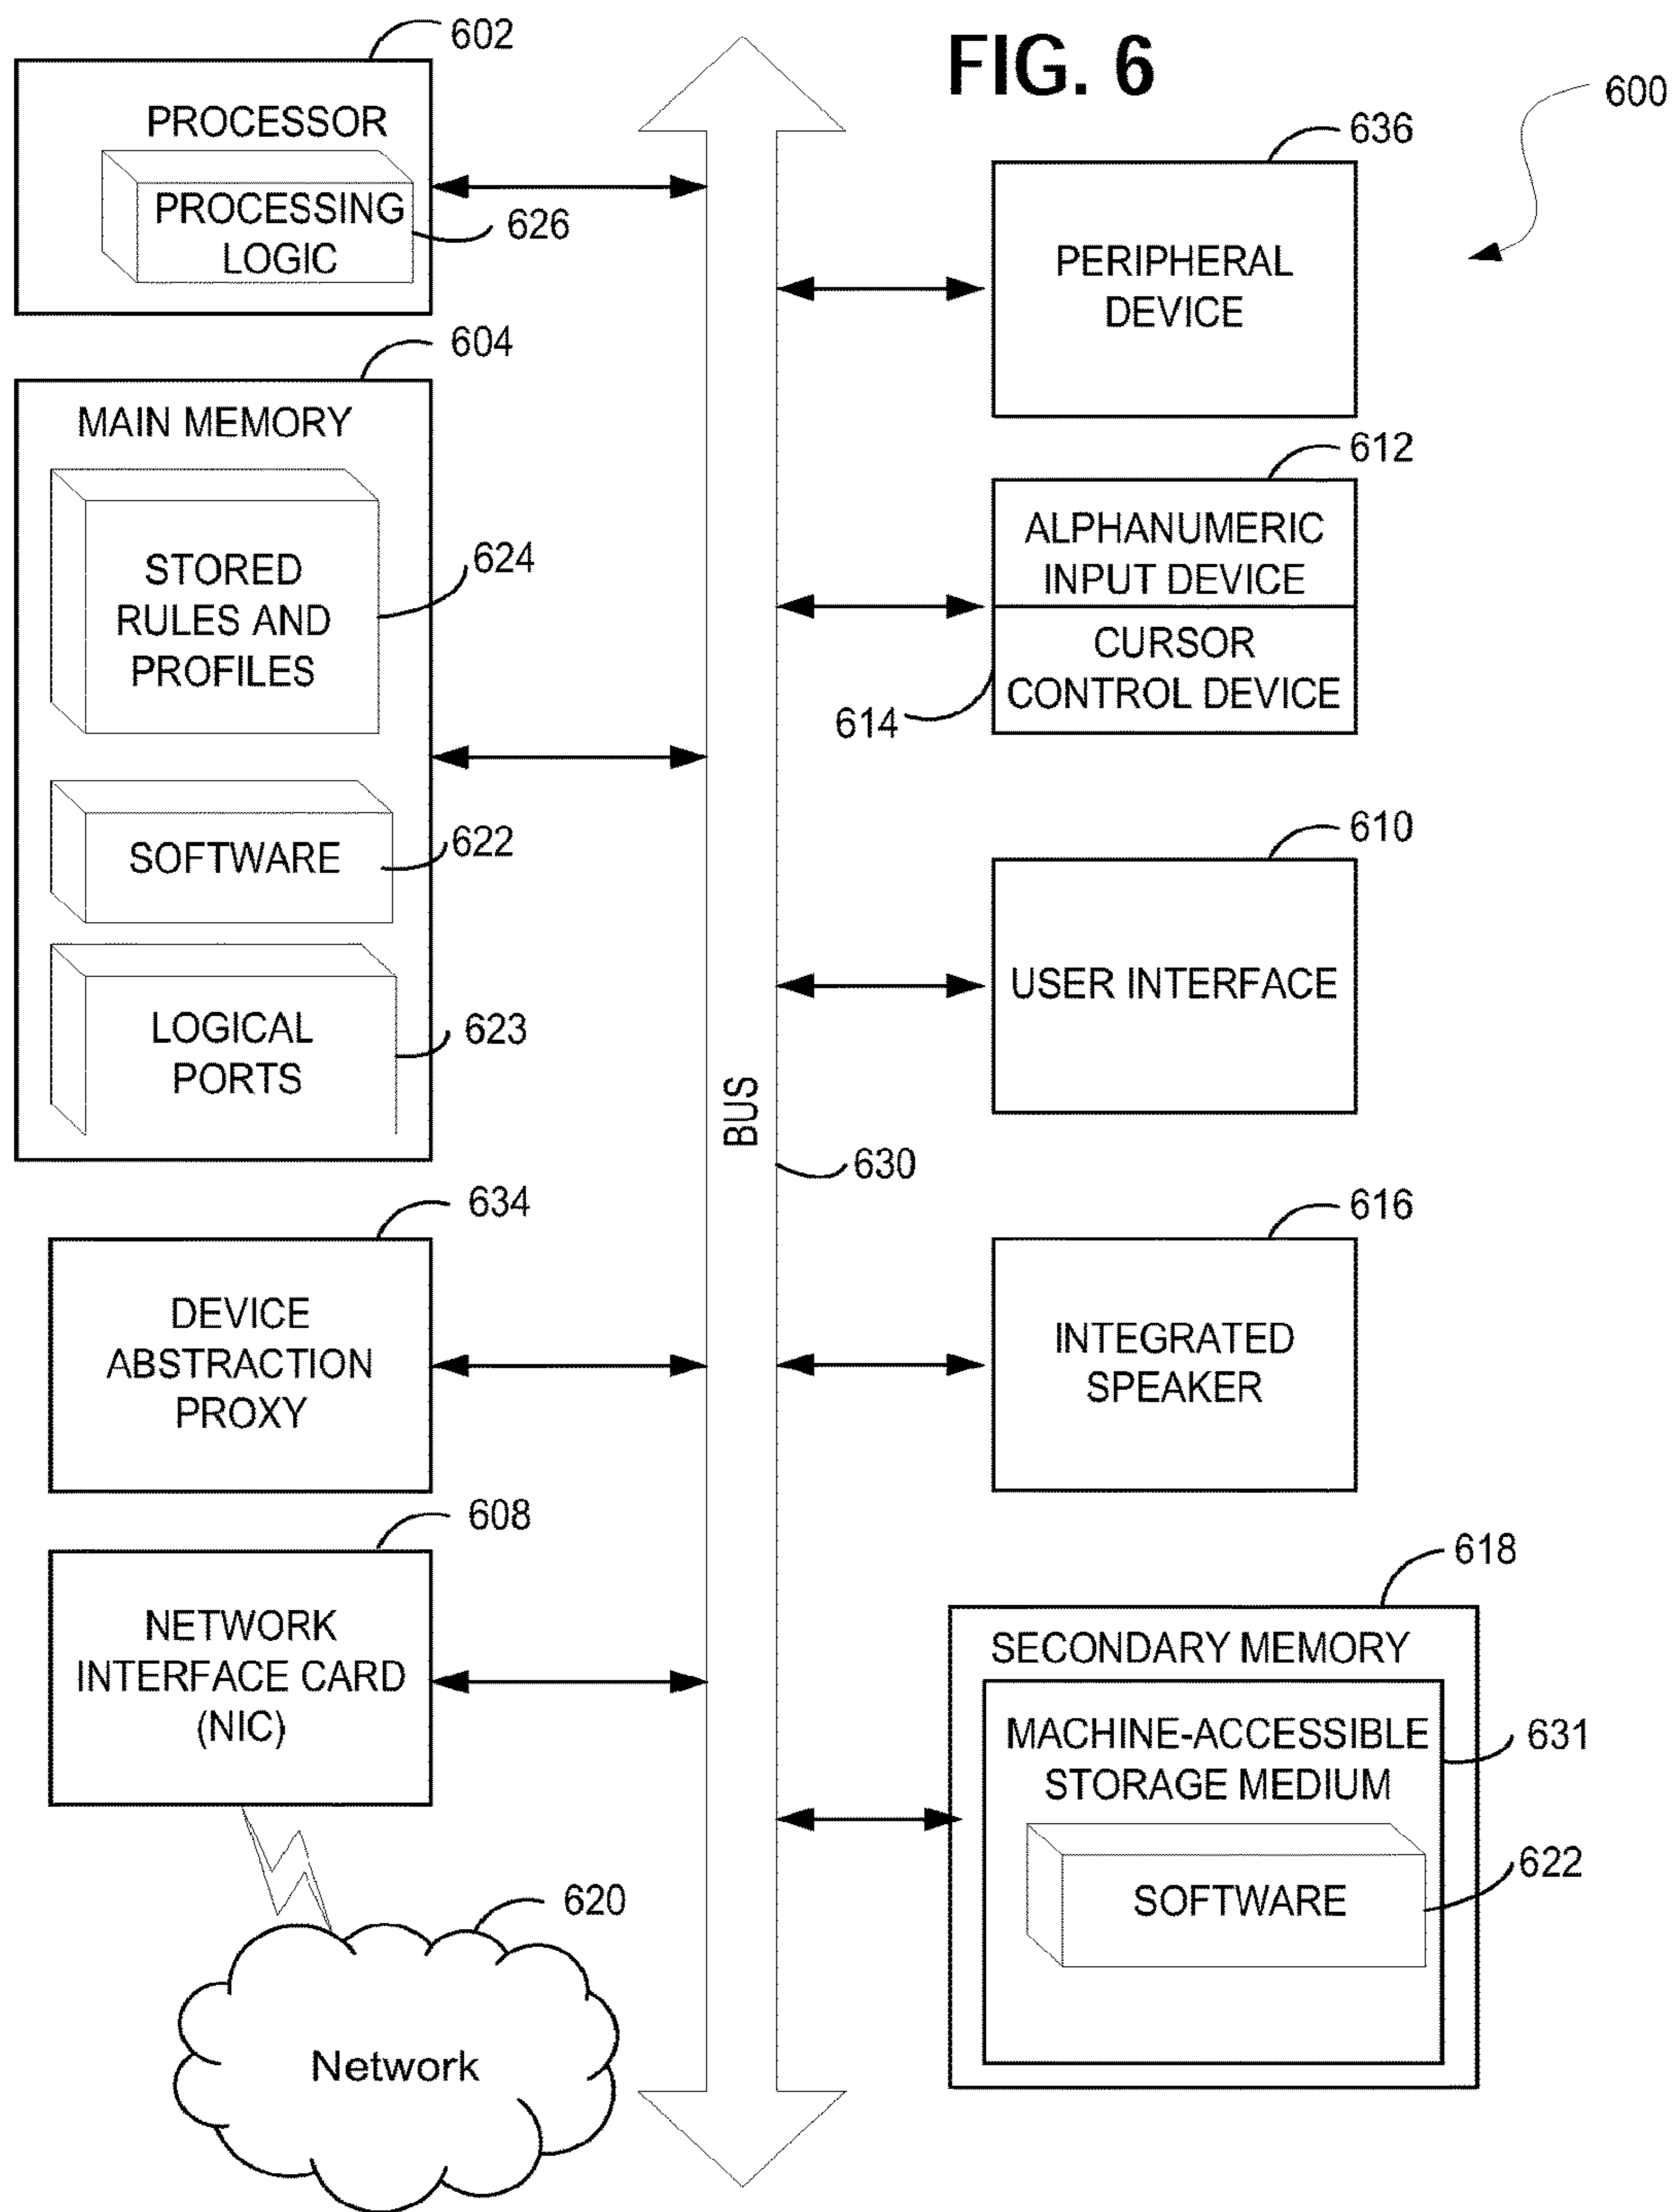 FIG. 6
600
602
PROCESSOR
PROCESSING
LOGIC
626
604
MAIN MEMORY
STORED
RULES AND
PROFILES
624
SOFTWARE
622
LOGICAL
PORTS
623
634
DEVICE
ABSTRACTION
PROXY
608
NETWORK
INTERFACE CARD
(NIC)
620
Network
BUS
630
636
PERIPHERAL
DEVICE
612
ALPHANUMERIC
INPUT DEVICE
CURSOR
CONTROL DEVICE
614
610
USER INTERFACE
616
INTEGRATED
SPEAKER
618
SECONDARY MEMORY
MACHINE-ACCESSIBLE
STORAGE MEDIUM
631
SOFTWARE
622